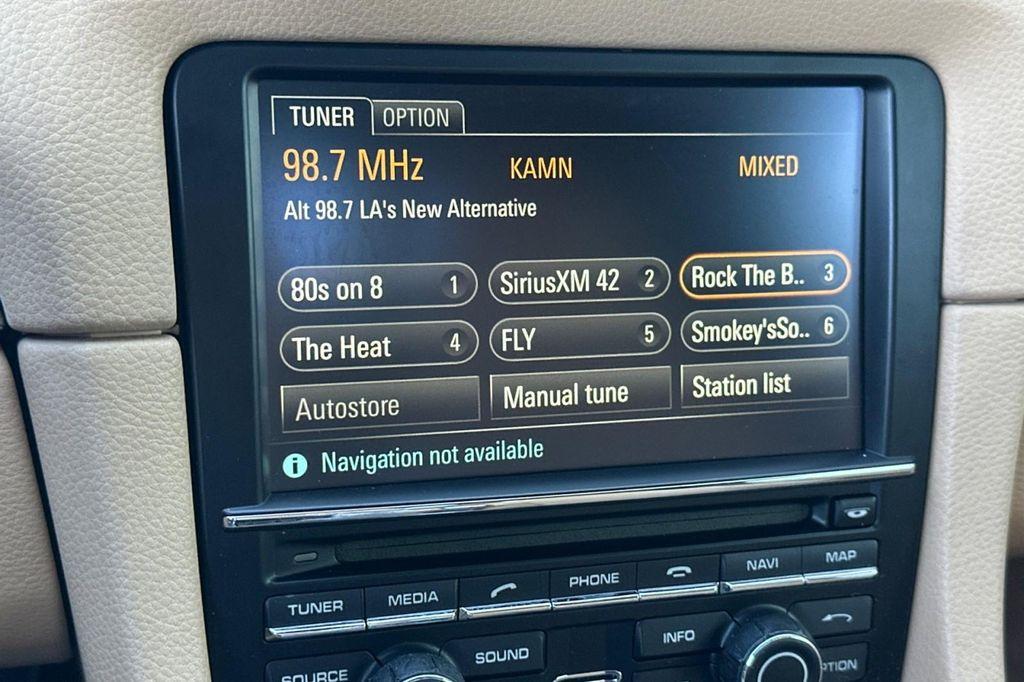 TUNER OPTION
98.7 MHz KAMN MIXED
Alt 98.7 LA's New Alternative
80s on 8 1 SiriusXM 42 2 Rock The B.. 3
The Heat 4 FLY 5 Smokey'sSo.. 6
Autostore Manual tune Station list
i Navigation not available
TUNER MEDIA PHONE NAVI MAP
SOURCE SOUND INFO PTION